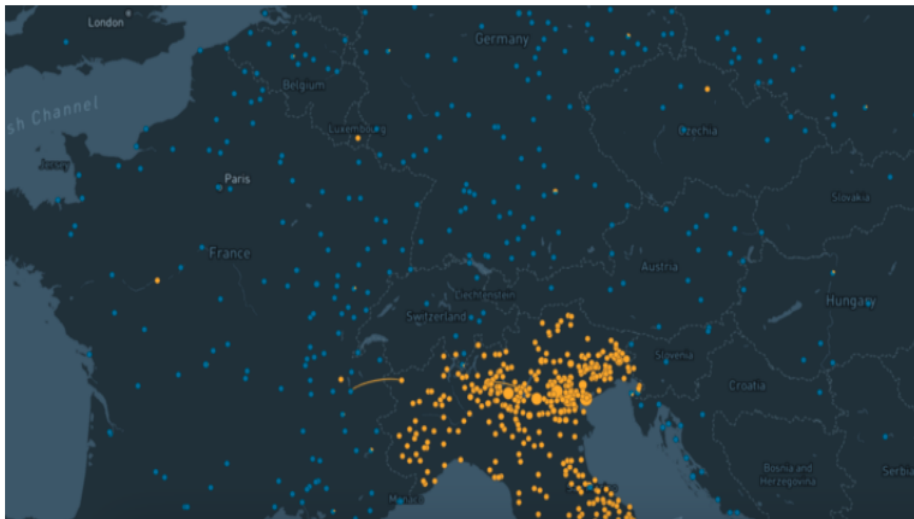 London
Germany
Belgium
sh Channel
Luxembourg
Czechia
Jersey
Paris
Slovakia
France
Austria
Liechtenstein
Hungary
Switzerland
Slovenia
Croatia
Bosnia and
Herzegovina
Serbia